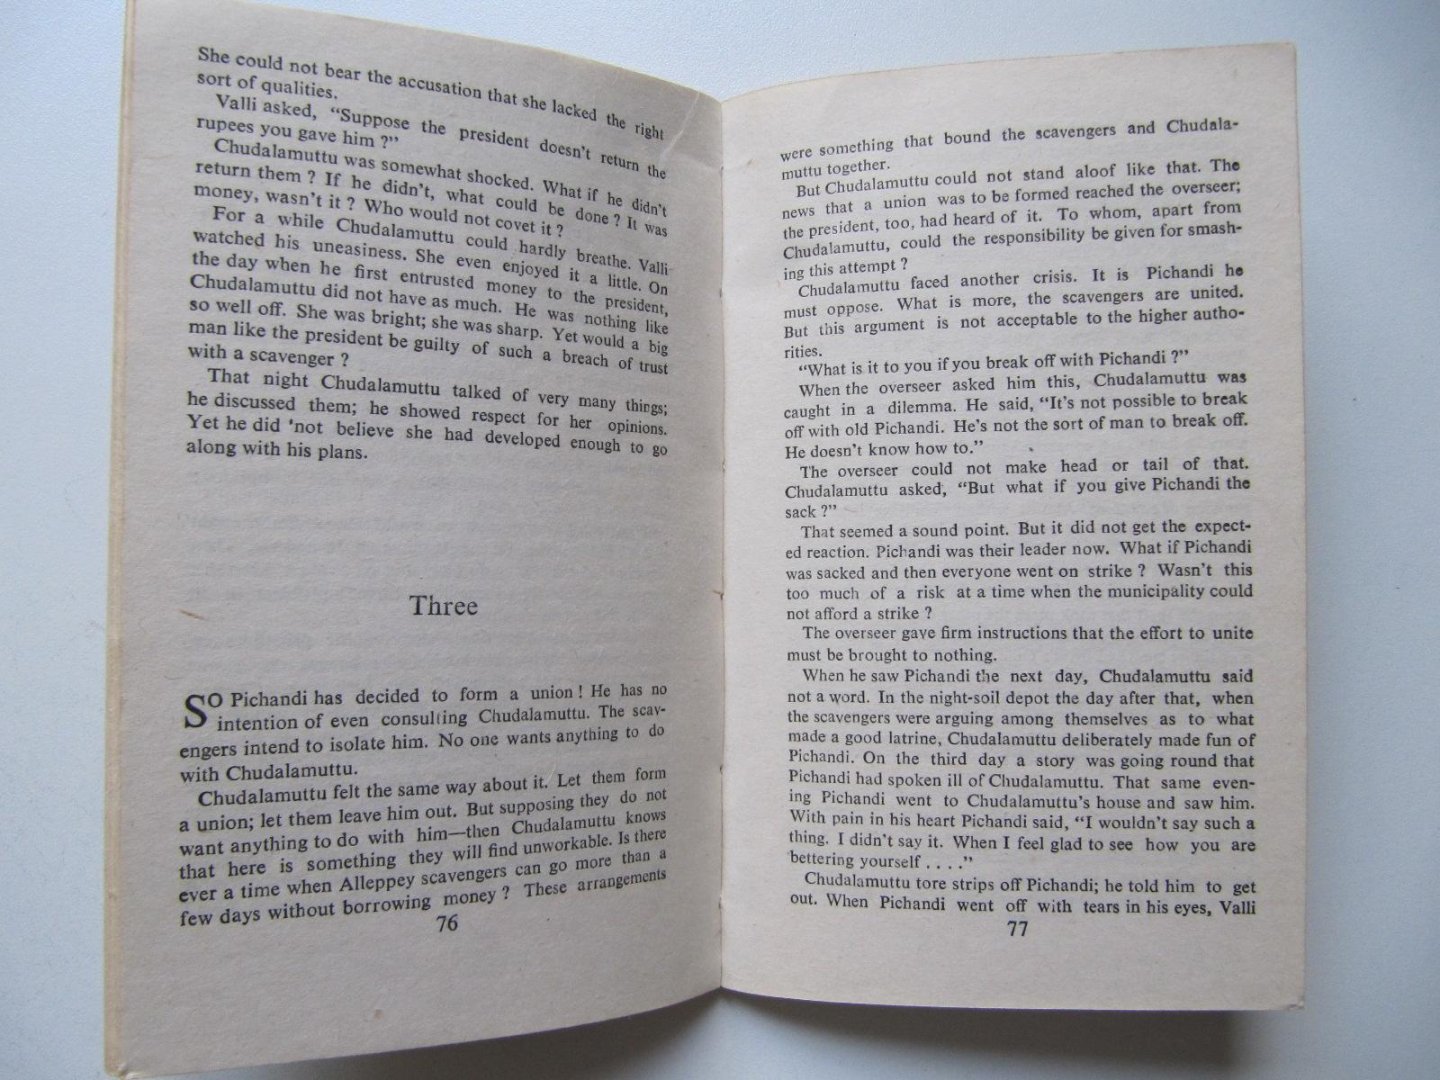 She could not bear the accusation that she lacked the right
sort of qualities.
Valli asked, “Suppose the president doesn't return the
rupees you gave him ?”
Chudalamuttu was somewhat shocked. What if he didn't
return them ? If he didn't, what could be done ? It was
money, wasn't it ? Who would not covet it ?
For a while Chudalamuttu could hardly breathe. Valli
watched his uneasiness. She even enjoyed it a little. On
the day when he first entrusted money to the president,
Chudalamuttu did not have as much. He was nothing like
so well off. She was bright; she was sharp. Yet would a big
man like the president be guilty of such a breach of trust
with a scavenger ?
That night Chudalamuttu talked of very many things;
he discussed them; he showed respect for her opinions.
Yet he did 'not believe she had developed enough to go
along with his plans.
Three
SO Pichandi has decided to form a union ! He has no
intention of even consulting Chudalamuttu. The scav-
engers intend to isolate him. No one wants anything to do
with Chudalamuttu.
Chudalamuttu felt the same way about it. Let them form
a union; let them leave him out. But supposing they do not
want anything to do with him—then Chudalamuttu knows
that here is something they will find unworkable. Is there
ever a time when Alleppey scavengers can go more than a
few days without borrowing money ? These arrangements
76
were something that bound the scavengers and Chudala-
muttu together.
But Chudalamuttu could not stand aloof like that. The
news that a union was to be formed reached the overseer;
the president, too, had heard of it. To whom, apart from
Chudalamuttu, could the responsibility be given for smash-
ing this attempt ?
Chudalamuttu faced another crisis. It is Pichandi he
must oppose. What is more, the scavengers are united.
But this argument is not acceptable to the higher autho-
rities.
“What is it to you if you break off with Pichandi ?”
When the overseer asked him this, Chudalamuttu was
caught in a dilemma. He said, “It's not possible to break
off with old Pichandi. He's not the sort of man to break off.
He doesn't know how to.”
The overseer could not make head or tail of that.
Chudalamuttu asked, “But what if you give Pichandi the
sack ?”
That seemed a sound point. But it did not get the expect-
ed reaction. Pichandi was their leader now. What if Pichandi
was sacked and then everyone went on strike ? Wasn't this
too much of a risk at a time when the municipality could
not afford a strike ?
The overseer gave firm instructions that the effort to unite
must be brought to nothing.
When he saw Pichandi the next day, Chudalamuttu said
not a word. In the night-soil depot the day after that, when
the scavengers were arguing among themselves as to what
made a good latrine, Chudalamuttu deliberately made fun of
Pichandi. On the third day a story was going round that
Pichandi had spoken ill of Chudalamuttu. That same even-
ing Pichandi went to Chudalamuttu's house and saw him.
With pain in his heart Pichandi said, “I wouldn't say such a
thing. I didn't say it. When I feel glad to see how you are
bettering yourself . . . .”
Chudalamuttu tore strips off Pichandi; he told him to get
out. When Pichandi went off with tears in his eyes, Valli
77